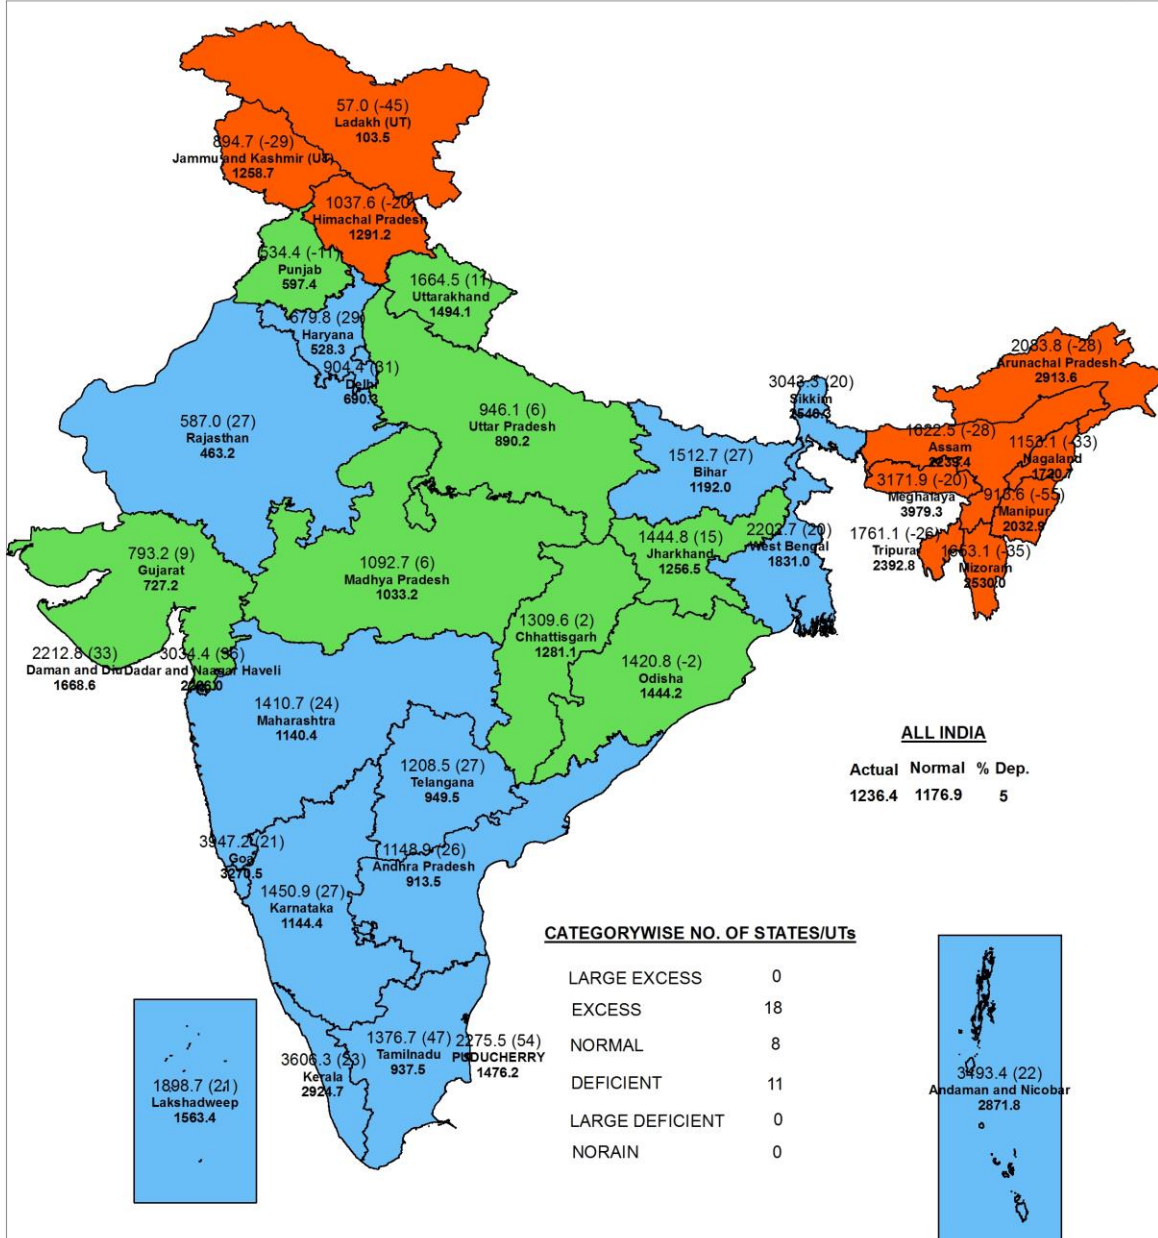 57.0 (-45)
Ladakh (UT)
103.5
894.7 (-29)
Jammu and Kashmir (UT)
1258.7
1037.6 (-20)
Himachal Pradesh
1291.2
534.4 (-11)
Punjab
597.4
1664.5 (11)
Uttarakhand
1494.1
679.8 (29)
Haryana
528.3
904.4 (31)
Delhi
690.3
587.0 (27)
Rajasthan
463.2
946.1 (6)
Uttar Pradesh
890.2
1512.7 (27)
Bihar
1192.0
3043.3 (20)
Sikkim
2083.8 (-28)
Arunachal Pradesh
2913.6
(-28)
Assam
2239.4
1153.1 (-33)
Nagaland
3171.9 (-20)
Meghalaya
3979.3
(-55)
Manipur
2032.9
1761.1 (-26)
Tripura
2392.8
(-35)
Mizoram
2530.0
793.2 (9)
Gujarat
727.2
1092.7 (6)
Madhya Pradesh
1033.2
1444.8 (15)
Jharkhand
1256.5
2202.7 (20)
West Bengal
1831.0
1309.6 (2)
Chhattisgarh
1281.1
1420.8 (-2)
Odisha
1444.2
2212.8 (33)
Daman and Diu
1668.6
3034.4 (36)
Dadar and Naagar Haveli
1410.7 (24)
Maharashtra
1140.4
1208.5 (27)
Telangana
949.5
3947.2 (21)
Goa
3270.5
1148.9 (26)
Andhra Pradesh
913.5
1450.9 (27)
Karnataka
1144.4
1376.7 (47)
Tamilnadu
937.5
2275.5 (54)
PUDUCHERRY
1476.2
3606.3 (23)
Kerala
2924.7
1898.7 (21)
Lakshadweep
1563.4
3493.4 (22)
Andaman and Nicobar
2871.8
ALL INDIA
Actual Normal % Dep.
1236.4 1176.9 5
CATEGORYWISE NO. OF STATES/UTs
LARGE EXCESS 0
EXCESS 18
NORMAL 8
DEFICIENT 11
LARGE DEFICIENT 0
NORAIN 0